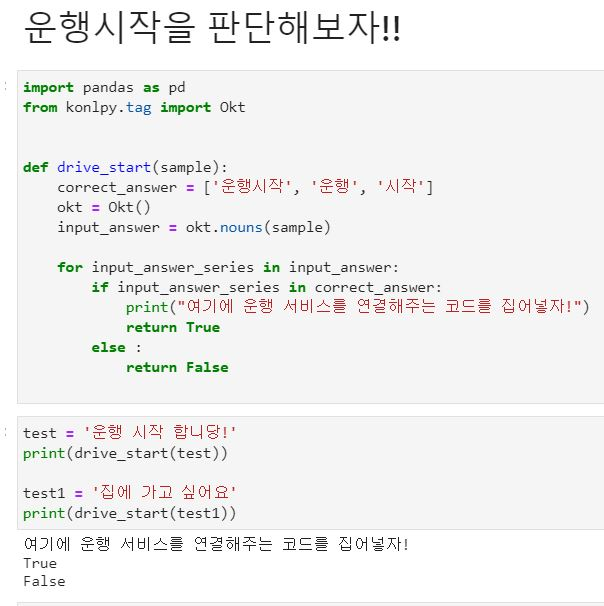 운행시작을 판단해보자!!
import pandas as pd
from konlpy.tag import Okt
def drive_start(sample):
    correct_answer = ['운행시작', '운행', '시작']
    okt = Okt()
    input_answer = okt.nouns(sample)
    for input_answer_series in input_answer:
        if input_answer_series in correct_answer:
            print("여기에 운행 서비스를 연결해주는 코드를 집어넣자!")
            return True
        else :
            return False
test = '운행 시작 합니당!'
print(drive_start(test))
test1 = '집에 가고 싶어요'
print(drive_start(test1))
여기에 운행 서비스를 연결해주는 코드를 집어넣자!
True
False